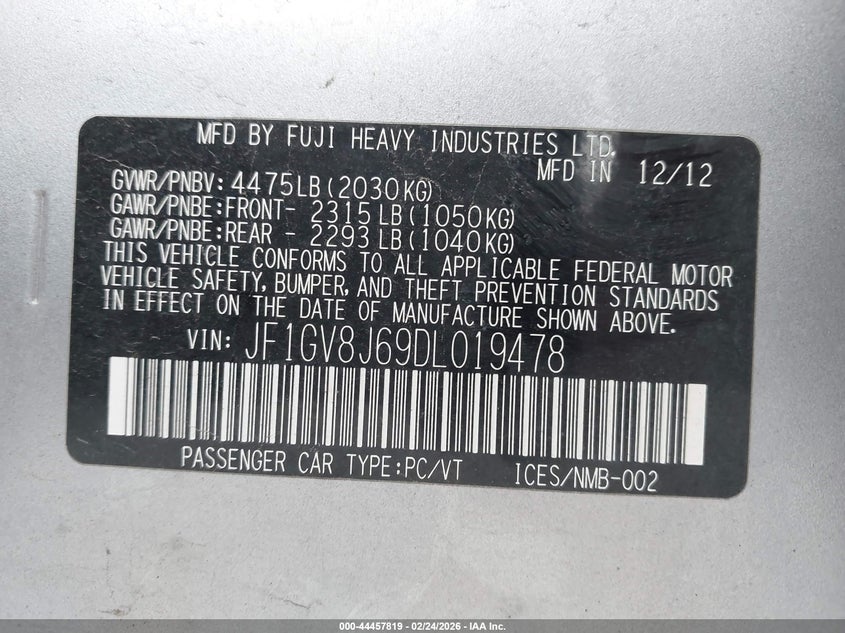 MFD BY FUJI HEAVY INDUSTRIES LTD.
MFD IN 12/12
GVWR/PNBV: 4475LB(2030KG)
GAWR/PNBE:FRONT- 2315LB(1050KG)
GAWR/PNBE:REAR - 2293LB(1040KG)
THIS VEHICLE CONFORMS TO ALL APPLICABLE FEDERAL MOTOR
VEHICLE SAFETY, BUMPER, AND THEFT PREVENTION STANDARDS
IN EFFECT ON THE DATE OF MANUFACTURE SHOWN ABOVE.
VIN: JF1GV8J69DL019478
PASSENGER CAR TYPE:PC/VT ICES/NMB-002
000-44457819 - 02/24/2026 - IAA Inc.